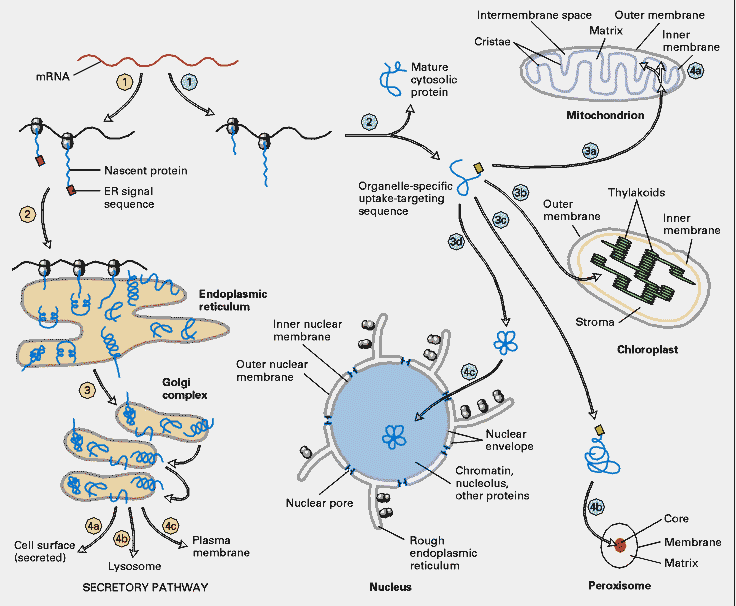 Intermembrane space
Outer membrane
Matrix
Inner
membrane
Cristae
4a
Mitochondrion
mRNA
1
1
Mature
cytosolic
protein
2
3a
Nascent protein
ER signal
sequence
Organelle-specific
uptake-targeting
sequence
3b
3c
3d
Thylakoids
Outer
membrane
Inner
membrane
Stroma
Chloroplast
2
Endoplasmic
reticulum
3
Golgi
complex
Inner nuclear
membrane
Outer nuclear
membrane
4c
Nuclear
envelope
Chromatin,
nucleolus,
other proteins
Nuclear pore
Rough
endoplasmic
reticulum
Nucleus
4a
4b
4c
Cell surface
(secreted)
Lysosome
Plasma
membrane
SECRETORY PATHWAY
4b
Core
Membrane
Matrix
Peroxisome